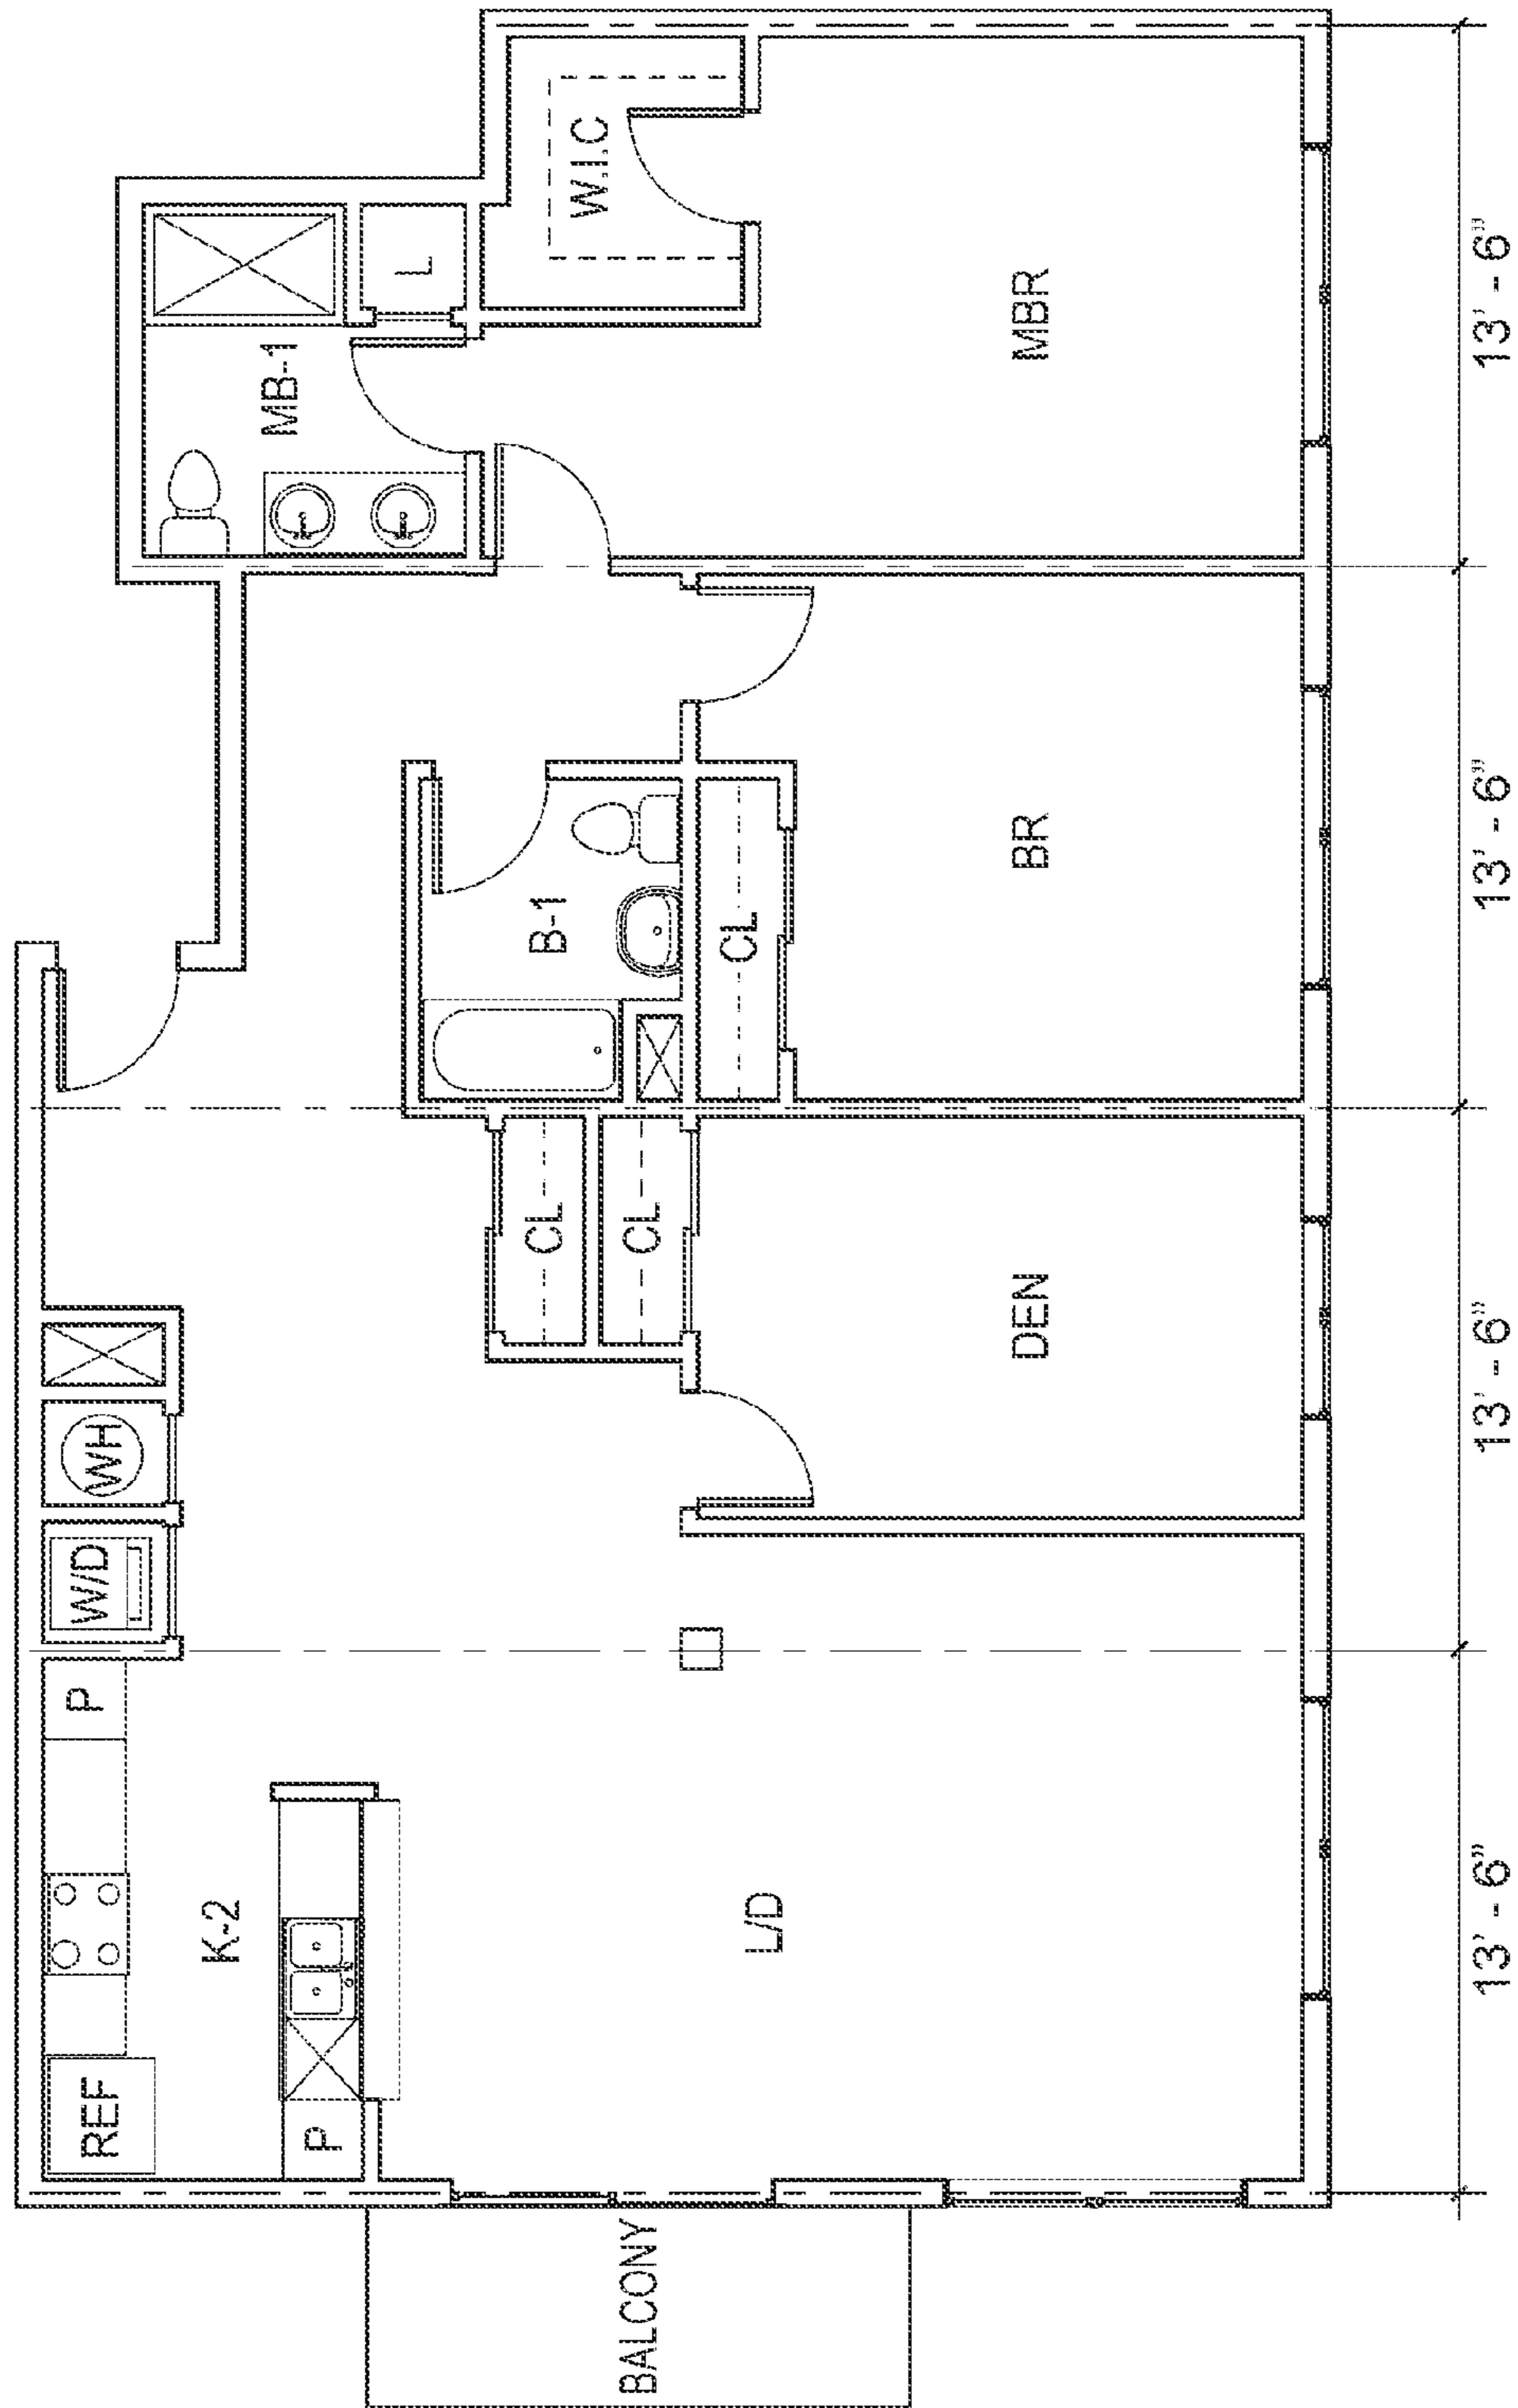 REF
P
W/D
WH
K-2
P
MB-1
L
W.I.C
BALCONY
L/D
CL
CL
B-1
CL
DEN
BR
MBR
13' - 6"
13' - 6"
13' - 6"
13' - 6"